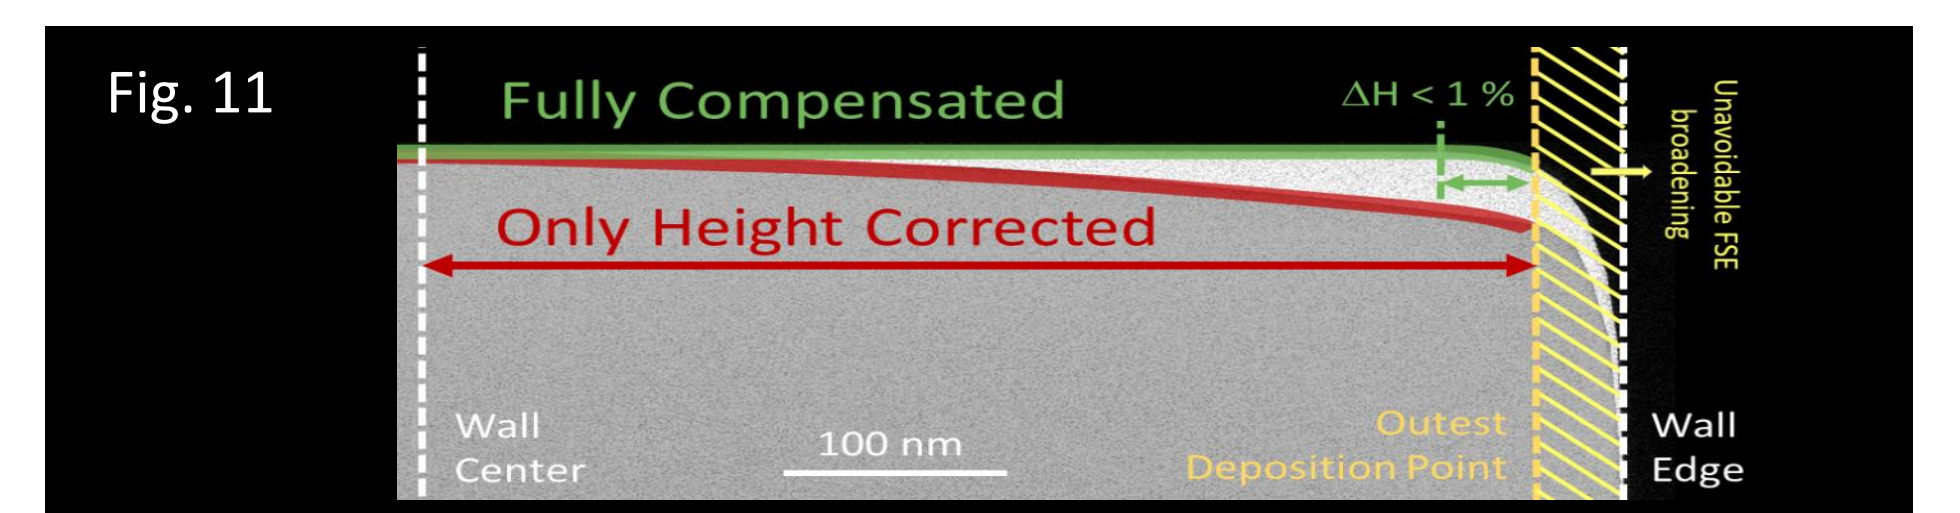 Fig. 11
Fully Compensated
ΔH < 1 %
Unavoidable FSE
broadening
Only Height Corrected
Wall
Center
100 nm
Outest
Deposition Point
Wall
Edge